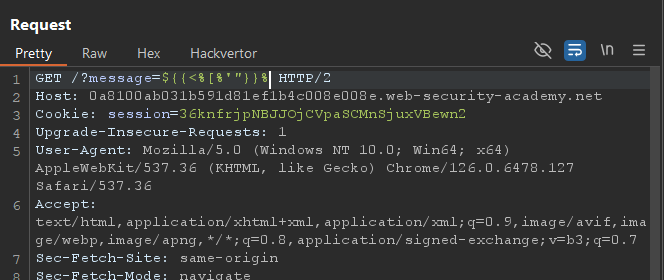 Request
Pretty Raw Hex Hackvertor
\n
1 GET /?message=${{<%[%'"}}% HTTP/2
2 Host: 0a8100ab031b591d81ef1b4c008e008e.web-security-academy.net
3 Cookie: session=36knfrjpNBJJOjCVpaSCMnSjuxVBewn2
4 Upgrade-Insecure-Requests: 1
5 User-Agent: Mozilla/5.0 (Windows NT 10.0; Win64; x64)
AppleWebKit/537.36 (KHTML, like Gecko) Chrome/126.0.6478.127
Safari/537.36
6 Accept:
text/html,application/xhtml+xml,application/xml;q=0.9,image/avif,ima
ge/webp,image/apng,*/*;q=0.8,application/signed-exchange;v=b3;q=0.7
7 Sec-Fetch-Site: same-origin
8 Sec-Fetch-Mode: navigate